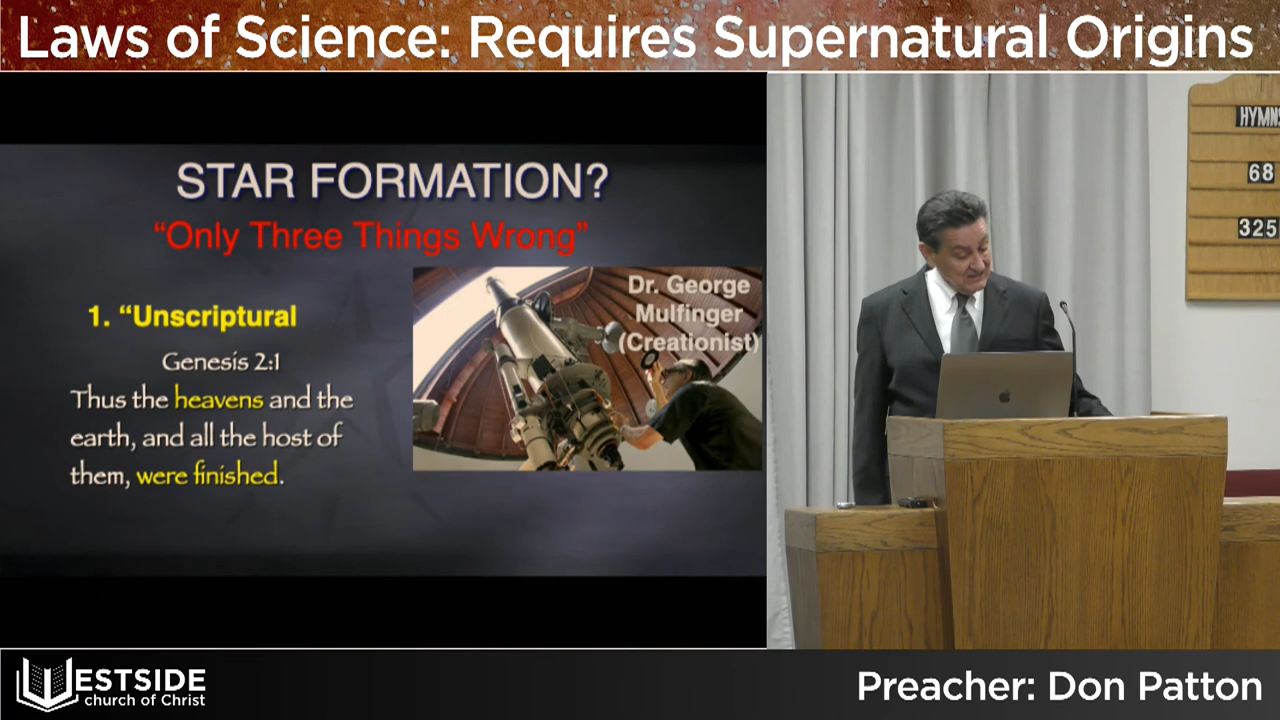 Laws of Science: Requires Supernatural Origins
STAR FORMATION?
“Only Three Things Wrong”
1. “Unscriptural
Genesis 2:1
Thus the heavens and the
earth, and all the host of
them, were finished.
Dr. George
Mulfinger
(Creationist)
HYMNS
68
325
WESTSIDE
church of Christ
Preacher: Don Patton